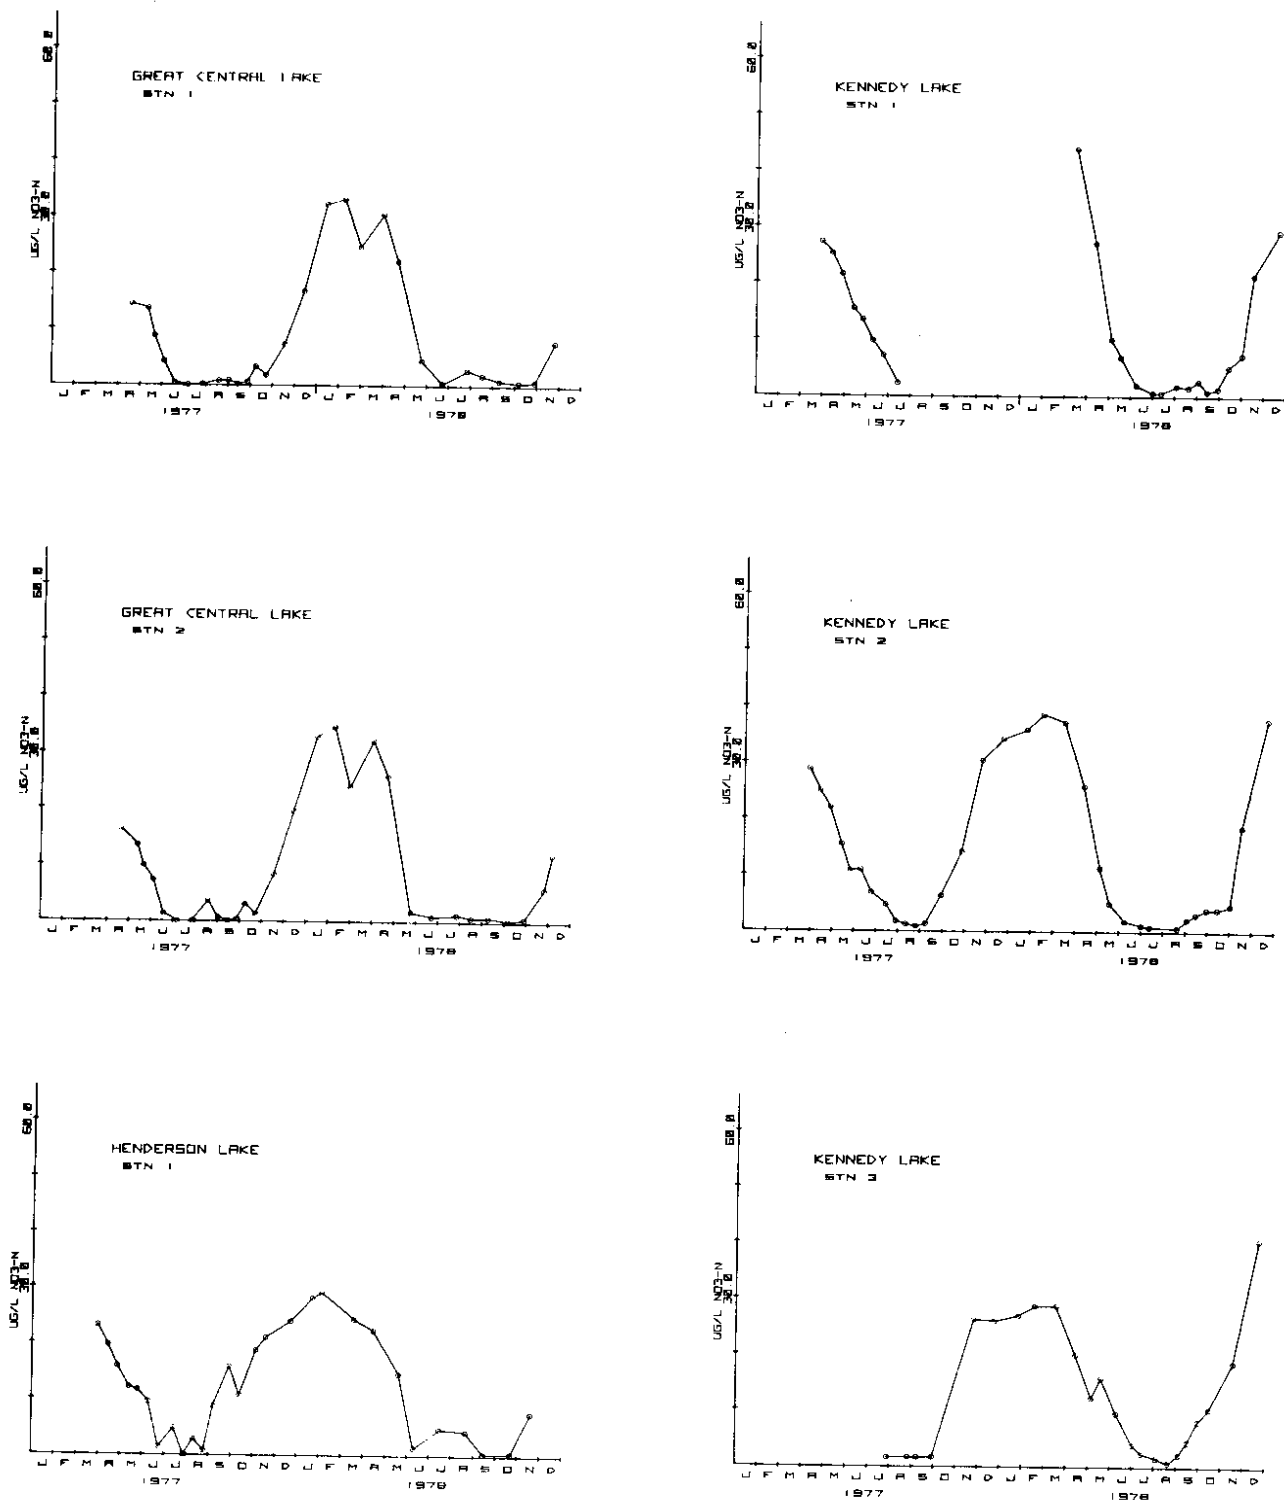 60.0
GREAT CENTRAL LAKE
STN 1
UG/L NO3-N
30.0
J F M A M J J A S O N D J F M A M J J A S O N D
1977 1978
60.0
KENNEDY LAKE
STN 1
UG/L NO3-N
30.0
J F M A M J J A S O N D J F M A M J J A S O N D
1977 1978
60.0
GREAT CENTRAL LAKE
STN 2
UG/L NO3-N
30.0
J F M A M J J A S O N D J F M A M J J A S O N D
1977 1978
60.0
KENNEDY LAKE
STN 2
UG/L NO3-N
30.0
J F M A M J J A S O N D J F M A M J J A S O N D
1977 1978
60.0
HENDERSON LAKE
STN 1
UG/L NO3-N
30.0
J F M A M J J A S O N D J F M A M J J A S O N D
1977 1978
60.0
KENNEDY LAKE
STN 3
UG/L NO3-N
30.0
J F M A M J J A S O N D J F M A M J J A S O N D
1977 1978